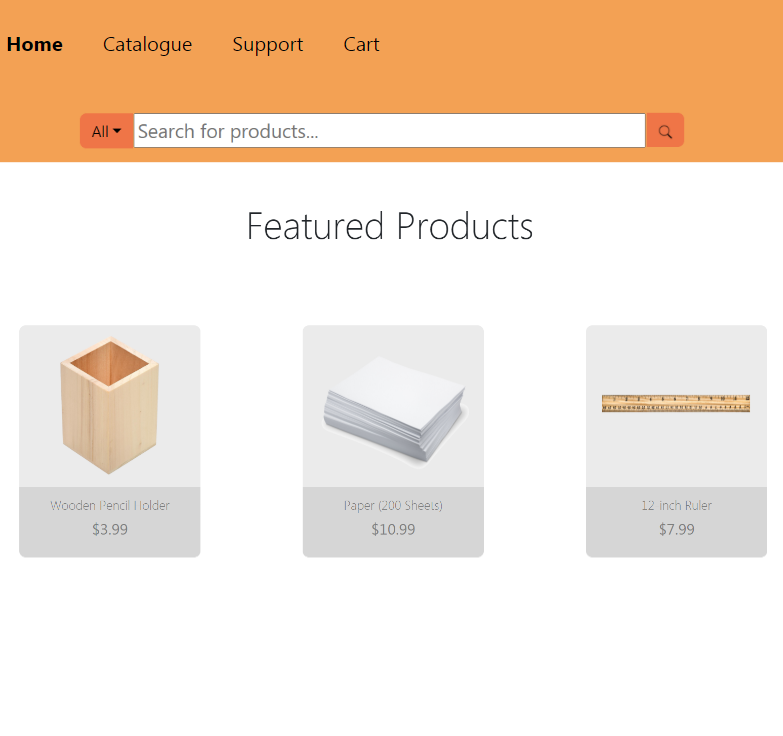 Home Catalogue Support Cart
All Search for products...
Featured Products
Wooden Pencil Holder Paper (200 Sheets) 12-inch Ruler
$3.99 $10.99 $7.99